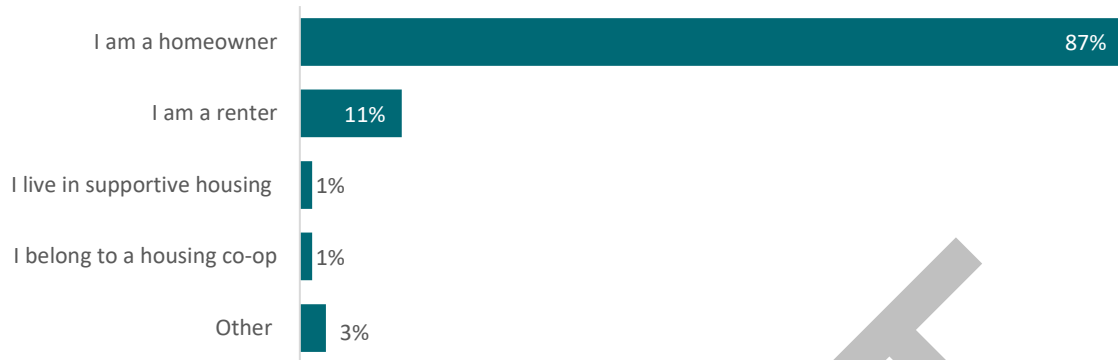 I am a homeowner 87%
I am a renter 11%
I live in supportive housing 1%
I belong to a housing co-op 1%
Other 3%